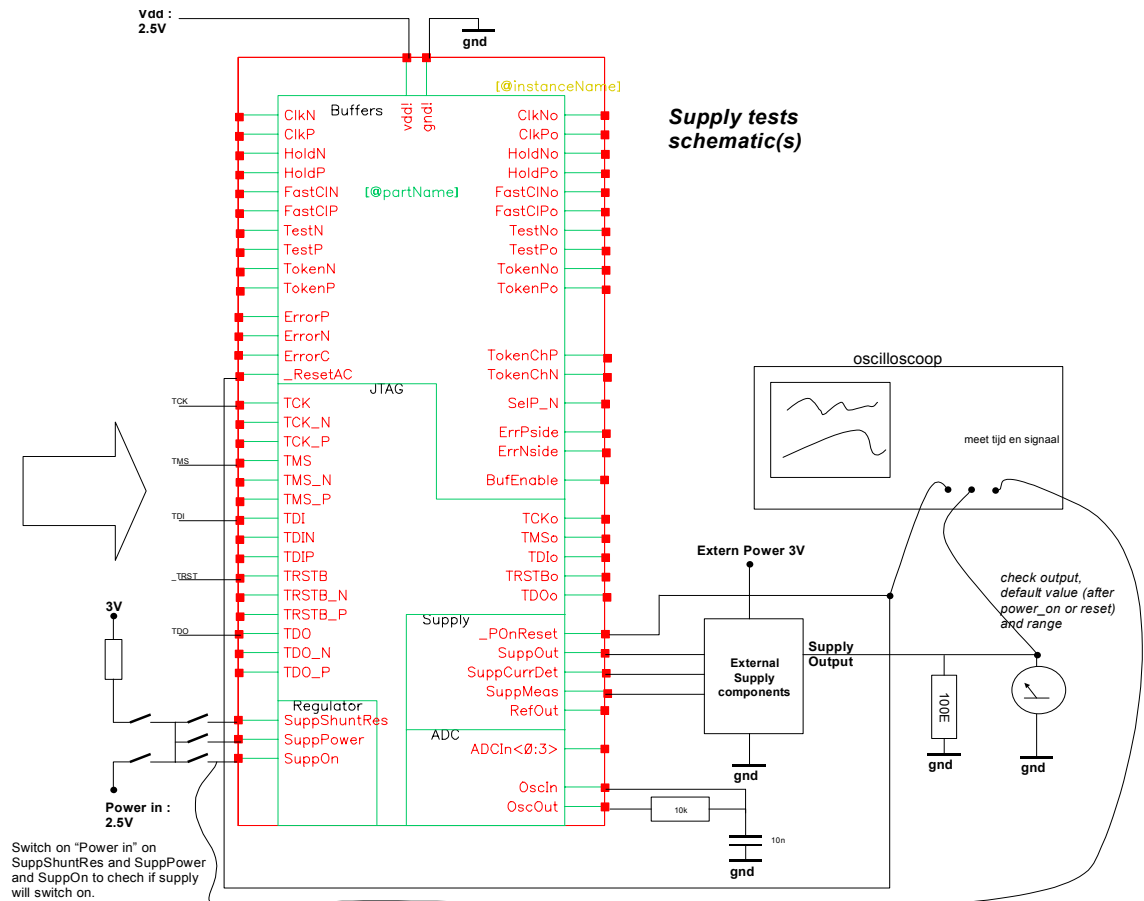 Vdd :
2.5V
gnd
[@instanceName]
Supply tests
schematic(s)
Buffers
vdd!
gnd!
[@partName]
ClkN
ClkP
HoldN
HoldP
FastClN
FastClP
TestN
TestP
TokenN
TokenP
ErrorP
ErrorN
ErrorC
_ResetAC
JTAG
TCK
TCK_N
TCK_P
TMS
TMS_N
TMS_P
TDI
TDIN
TDIP
TRSTB
TRSTB_N
TRSTB_P
TDO
TDO_N
TDO_P
Regulator
SuppShuntRes
SuppPower
SuppOn
ClkNo
ClkPo
HoldNo
HoldPo
FastClNo
FastClPo
TestNo
TestPo
TokenNo
TokenPo
TokenChP
TokenChN
SelP_N
ErrPside
ErrNside
BufEnable
TCKo
TMSo
TDIo
TRSTBo
TDOo
Supply
_POnReset
SuppOut
SuppCurrDet
SuppMeas
RefOut
ADC
ADCIn<0:3>
OscIn
OscOut
TCK
TMS
TDI
_TRST
TDO
3V
Power in :
2.5V
Switch on “Power in” on
SuppShuntRes and SuppPower
and SuppOn to chech if supply
will switch on.
oscilloscoop
meet tijd en signaal
Extern Power 3V
External
Supply
components
Supply
Output
check output,
default value (after
power_on or reset)
and range
100E
gnd
gnd
gnd
10k
10n
gnd